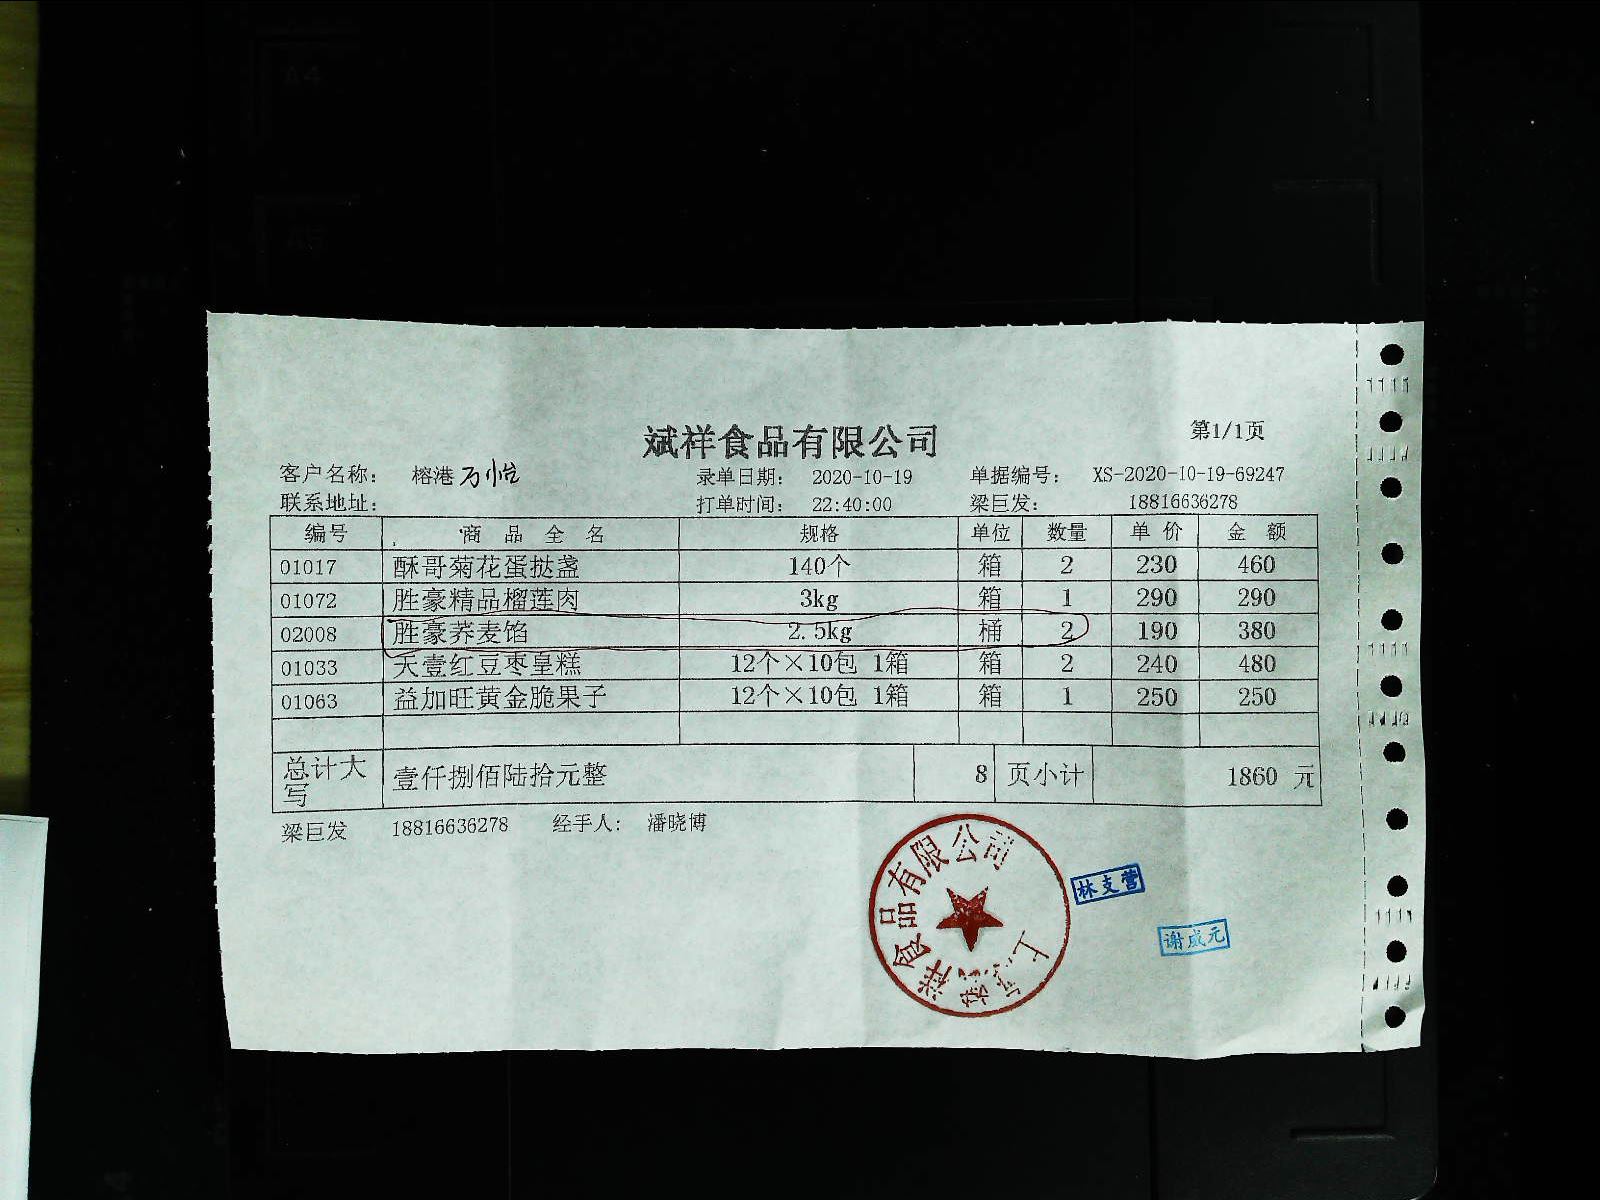 斌祥食品有限公司
第1/1页
客户名称： 榕港 万怡 录单日期： 2020-10-19 单据编号： XS-2020-10-19-69247
联系地址： 打单时间： 22:40:00 梁巨发： 18816636278
编号 商品全名 规格 单位 数量 单价 金额
01017 酥哥菊花蛋挞盏 140个 箱 2 230 460
01072 胜豪精品榴莲肉 3kg 箱 1 290 290
02008 胜豪荞麦馅 2.5kg 桶 2 190 380
01033 天壹红豆枣皇糕 12个×10包 1箱 箱 2 240 480
01063 益加旺黄金脆果子 12个×10包 1箱 箱 1 250 250
总计大写 壹仟捌佰陆拾元整 8 页小计 1860 元
梁巨发 18816636278 经手人： 潘晓博
祥食品有限公司
林支营
谢成元
A4